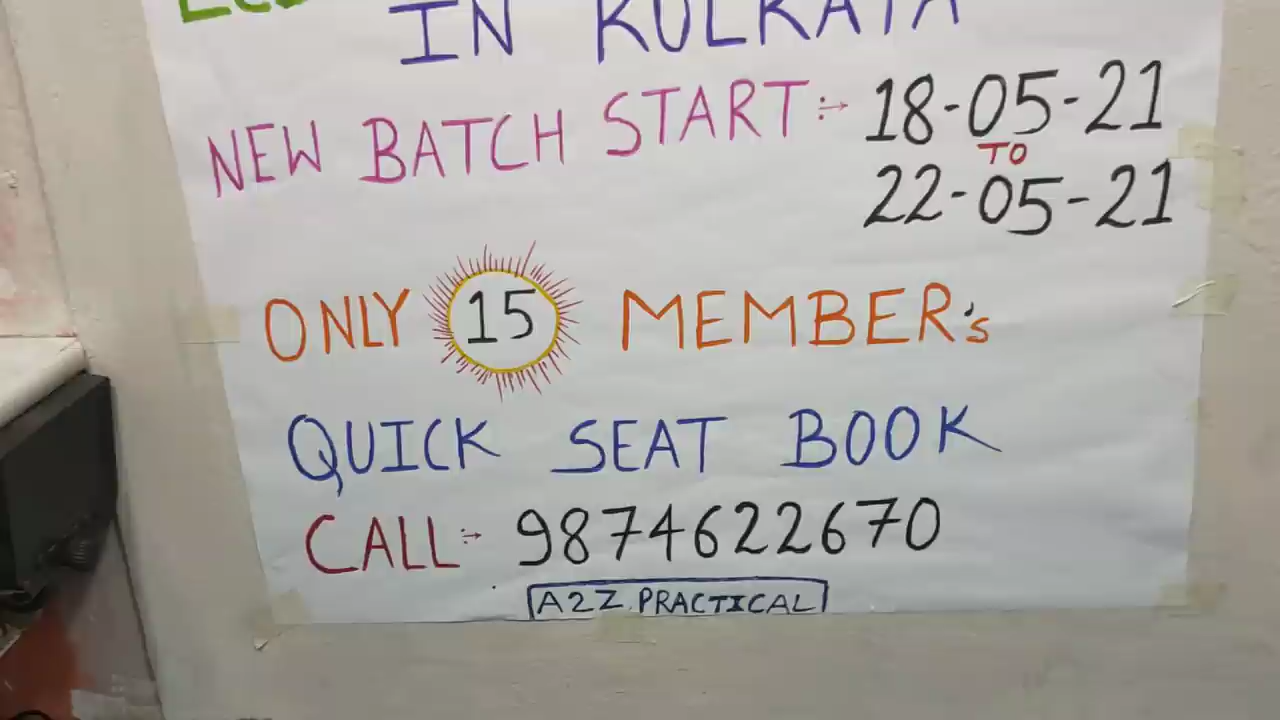 IN KOLKATA
NEW BATCH START :→ 18-05-21
TO
22-05-21
ONLY 15 MEMBER's
QUICK SEAT BOOK
CALL :→ 9874622670
A2Z PRACTICAL